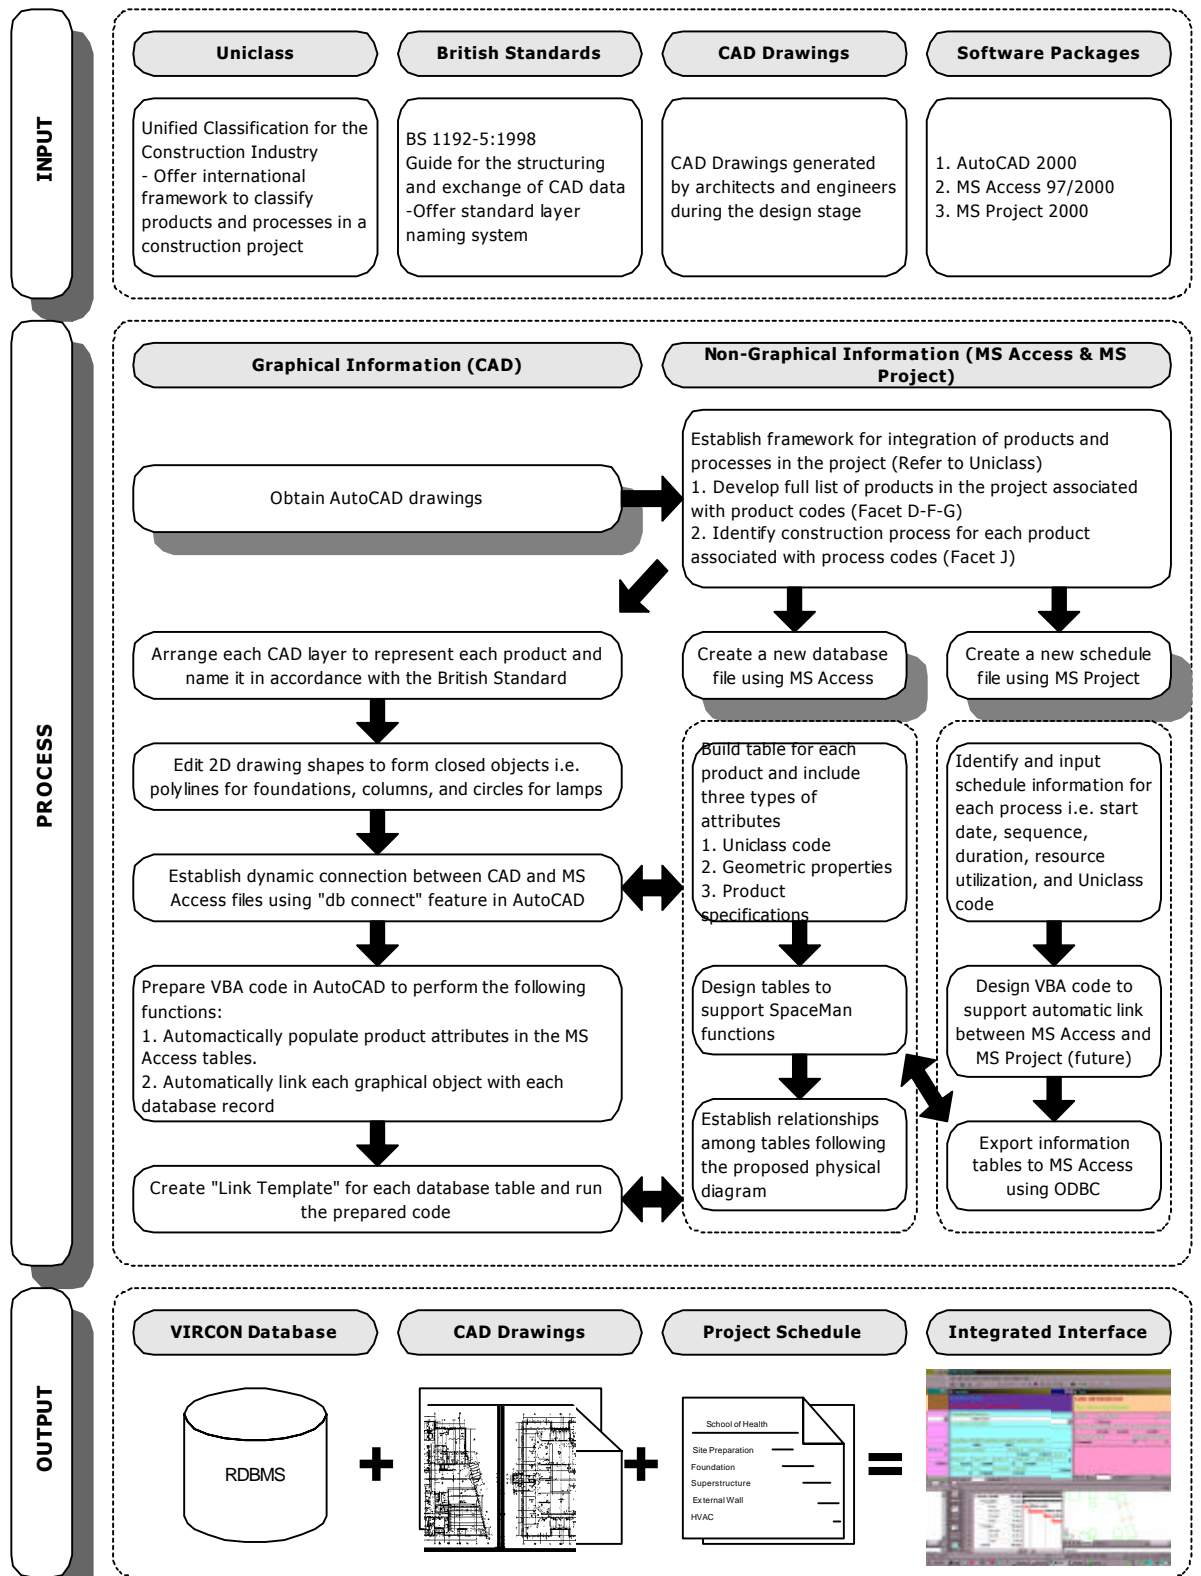 INPUT
Uniclass
British Standards
CAD Drawings
Software Packages
Unified Classification for the
Construction Industry
- Offer international
framework to classify
products and processes in a
construction project
BS 1192-5:1998
Guide for the structuring
and exchange of CAD data
-Offer standard layer
naming system
CAD Drawings generated
by architects and engineers
during the design stage
1. AutoCAD 2000
2. MS Access 97/2000
3. MS Project 2000
PROCESS
Graphical Information (CAD)
Non-Graphical Information (MS Access & MS
Project)
Obtain AutoCAD drawings
Establish framework for integration of products and
processes in the project (Refer to Uniclass)
1. Develop full list of products in the project associated
with product codes (Facet D-F-G)
2. Identify construction process for each product
associated with process codes (Facet J)
Arrange each CAD layer to represent each product and
name it in accordance with the British Standard
Create a new database
file using MS Access
Create a new schedule
file using MS Project
Edit 2D drawing shapes to form closed objects i.e.
polylines for foundations, columns, and circles for lamps
Build table for each
product and include
three types of
attributes
1. Uniclass code
2. Geometric properties
3. Product
specifications
Identify and input
schedule information for
each process i.e. start
date, sequence,
duration, resource
utilization, and Uniclass
code
Establish dynamic connection between CAD and MS
Access files using "db connect" feature in AutoCAD
Prepare VBA code in AutoCAD to perform the following
functions:
1. Automactically populate product attributes in the MS
Access tables.
2. Automatically link each graphical object with each
database record
Design tables to
support SpaceMan
functions
Design VBA code to
support automatic link
between MS Access and
MS Project (future)
Establish relationships
among tables following
the proposed physical
diagram
Export information
tables to MS Access
using ODBC
Create "Link Template" for each database table and run
the prepared code
OUTPUT
VIRCON Database
CAD Drawings
Project Schedule
Integrated Interface
RDBMS
+
+
School of Health
Site Preparation
Foundation
Superstructure
External Wall
HVAC
=